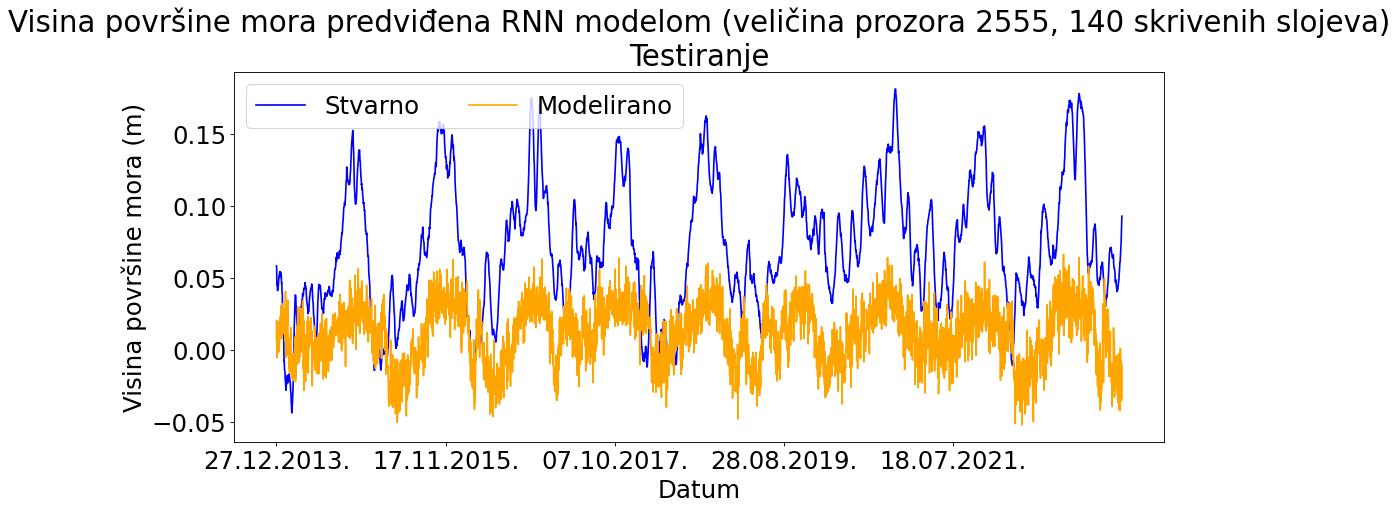 Visina površine mora predviđena RNN modelom (veličina prozora 2555, 140 skrivenih slojeva)
Testiranje
Stvarno Modelirano
Visina površine mora (m)
0.15
0.10
0.05
0.00
−0.05
27.12.2013. 17.11.2015. 07.10.2017. 28.08.2019. 18.07.2021.
Datum